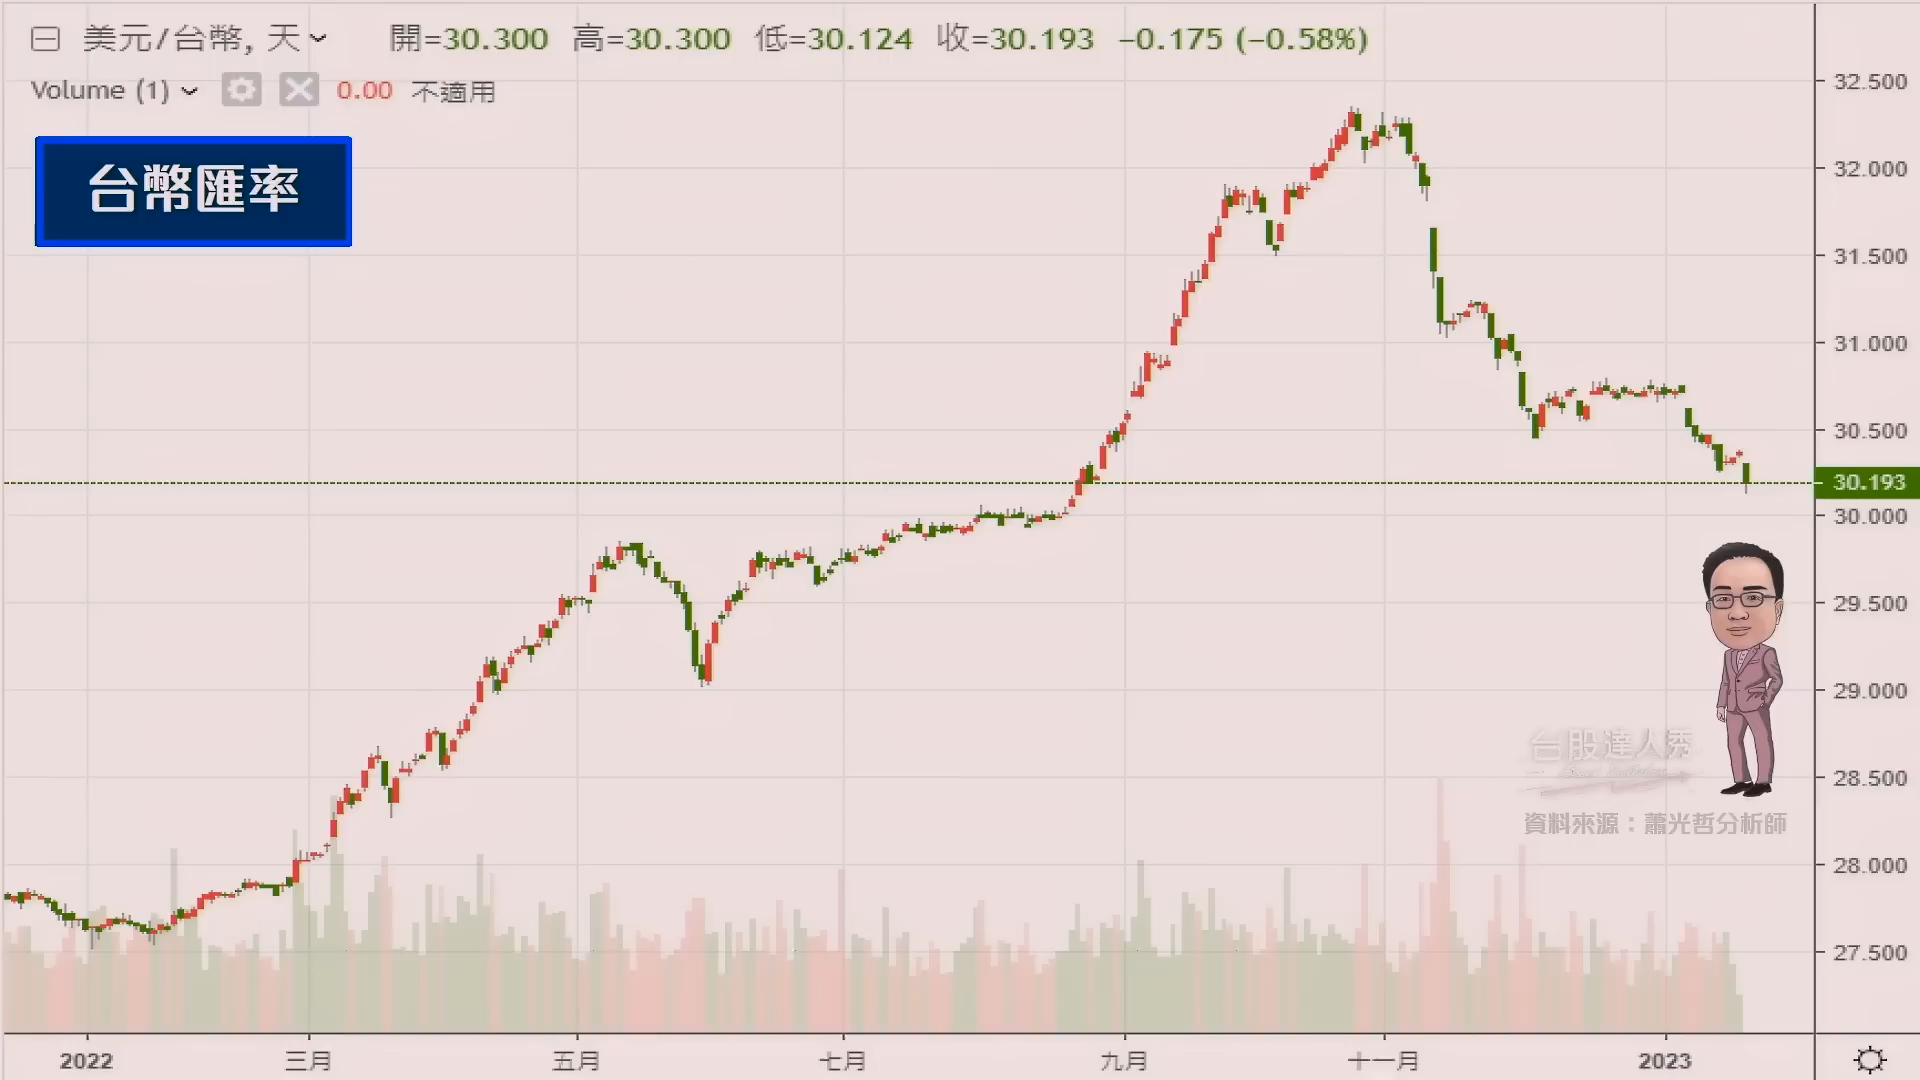 美元/台幣, 天 開=30.300 高=30.300 低=30.124 收=30.193 −0.175 (−0.58%)
Volume (1) 0.00 不適用
台幣匯率
32.500
32.000
31.500
31.000
30.500
30.193
30.000
29.500
29.000
28.500
28.000
27.500
台股達人秀
資料來源：蕭光哲分析師
2022 三月 五月 七月 九月 十一月 2023